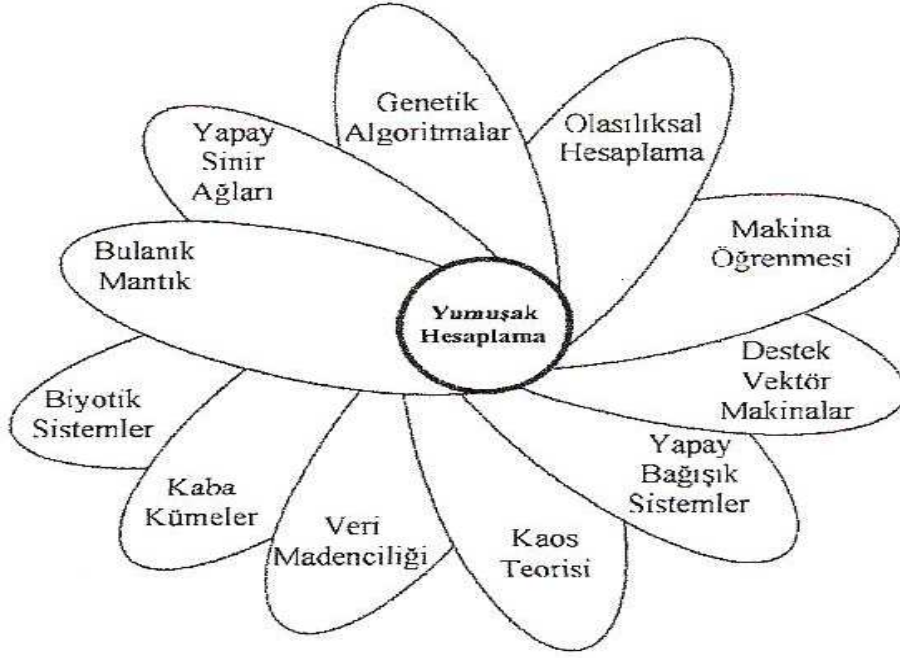 Genetik
Algoritmalar
Olasılıksal
Hesaplama
Yapay
Sinir
Ağları
Makina
Öğrenmesi
Bulanık
Mantık
Yumuşak
Hesaplama
Destek
Vektör
Makinalar
Biyotik
Sistemler
Yapay
Bağışık
Sistemler
Kaba
Kümeler
Veri
Madenciliği
Kaos
Teorisi